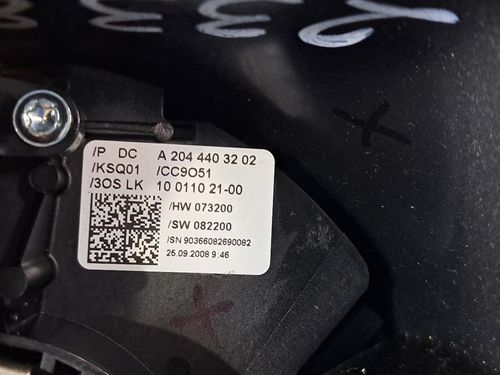 /P DC A 204 440 32 02
/KSQ01 /CC9O51
/3OS LK 10 0110 21-00
/HW 073200
/SW 082200
/SN 90366082690082
25.09.2008 9:46